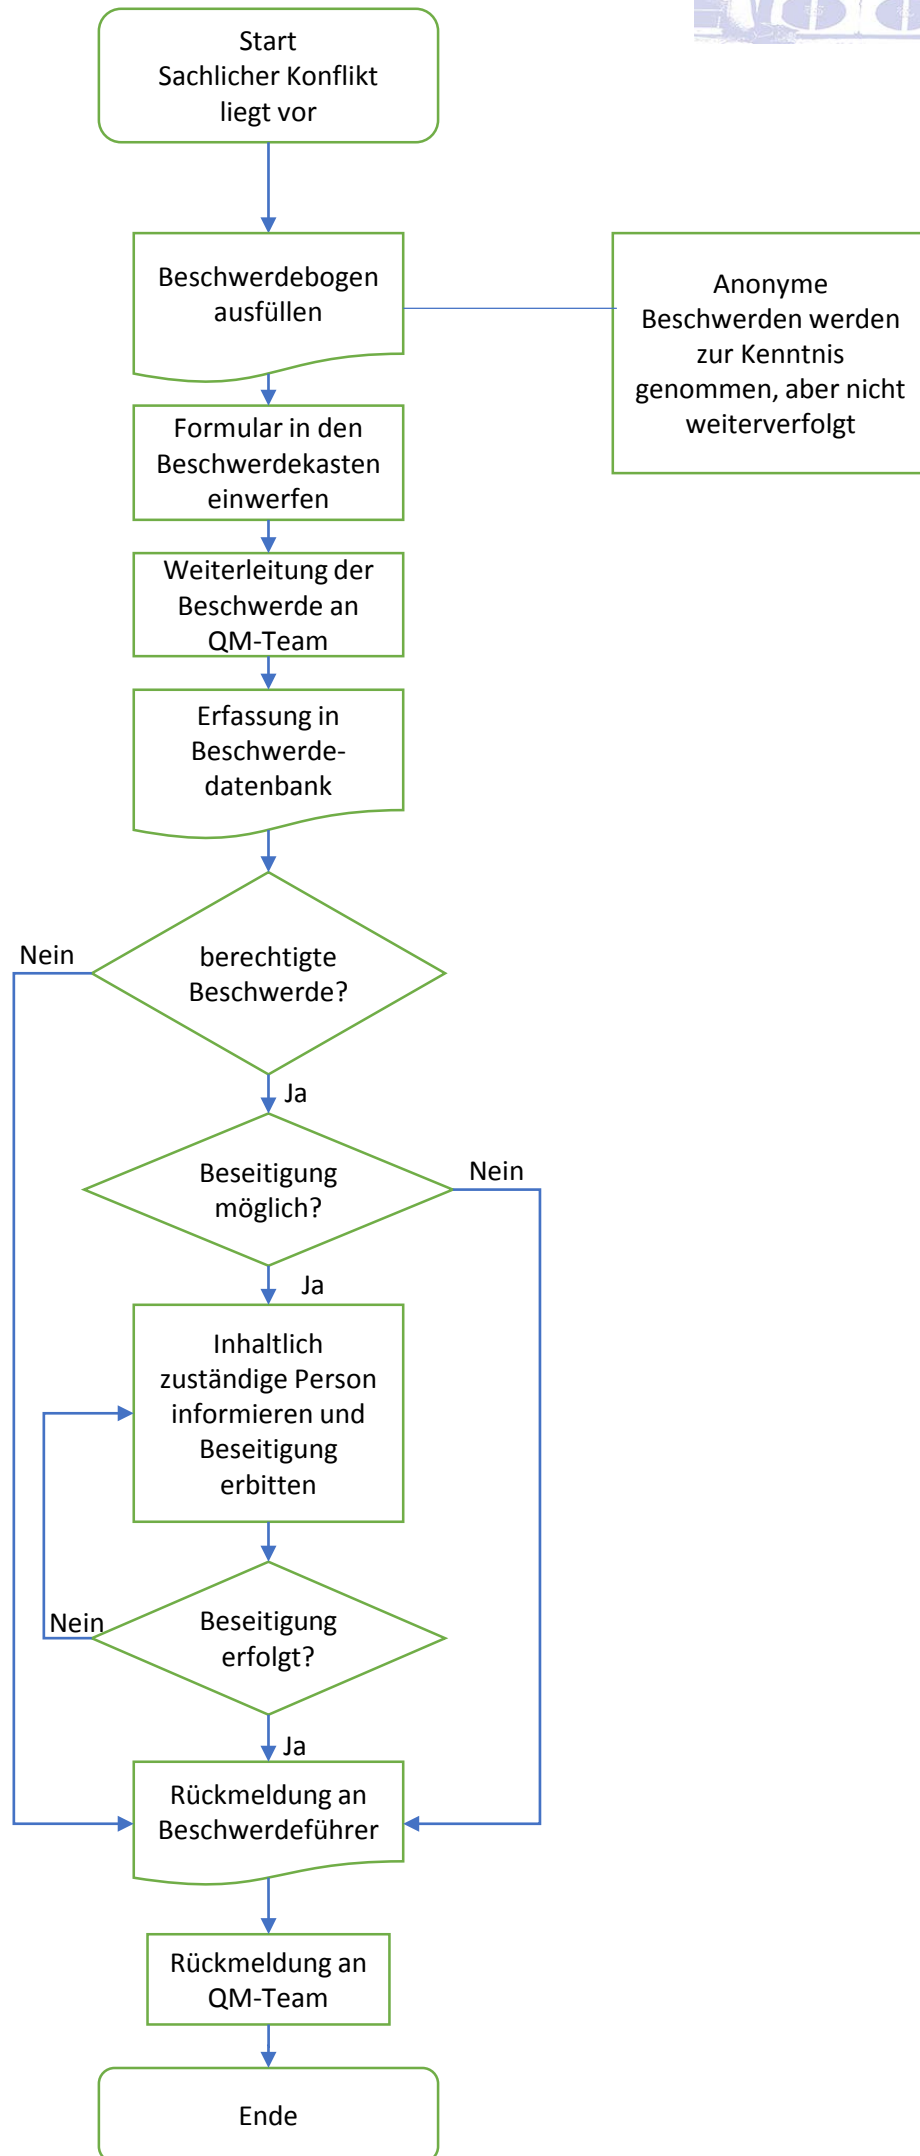 Start
Sachlicher Konflikt
liegt vor
Beschwerdebogen
ausfüllen
Anonyme
Beschwerden werden
zur Kenntnis
genommen, aber nicht
weiterverfolgt
Formular in den
Beschwerdekasten
einwerfen
Weiterleitung der
Beschwerde an
QM-Team
Erfassung in
Beschwerde-
datenbank
Nein
berechtigte
Beschwerde?
Ja
Beseitigung
möglich?
Nein
Ja
Inhaltlich
zuständige Person
informieren und
Beseitigung
erbitten
Nein
Beseitigung
erfolgt?
Ja
Rückmeldung an
Beschwerdeführer
Rückmeldung an
QM-Team
Ende